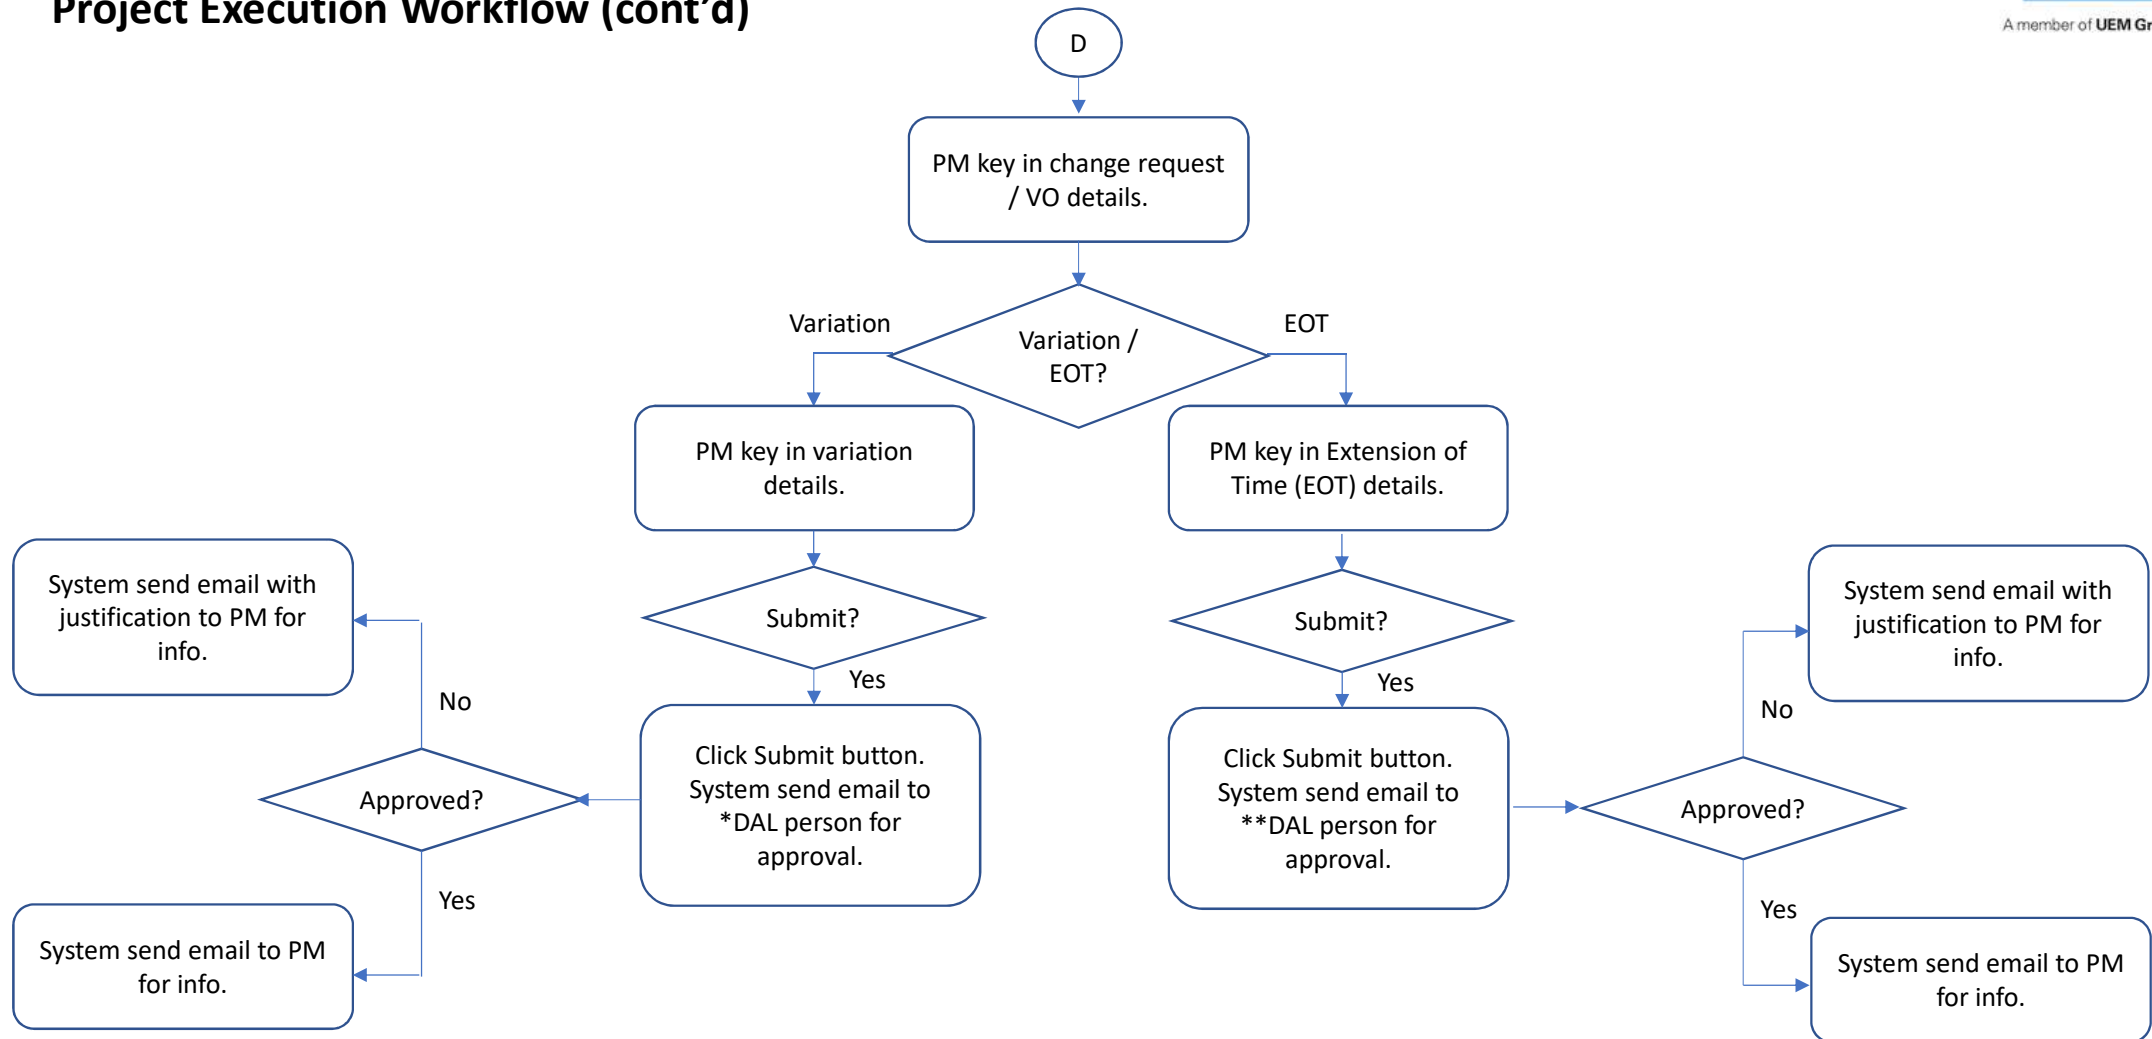 Project Execution Workflow (cont’d)
A member of UEM Gr
D
PM key in change request
/ VO details.
Variation
Variation /
EOT?
EOT
PM key in variation
details.
PM key in Extension of
Time (EOT) details.
System send email with
justification to PM for
info.
Submit?
Submit?
System send email with
justification to PM for
info.
Yes
Yes
No
No
Click Submit button.
System send email to
*DAL person for
approval.
Click Submit button.
System send email to
**DAL person for
approval.
Approved?
Approved?
Yes
Yes
System send email to PM
for info.
System send email to PM
for info.